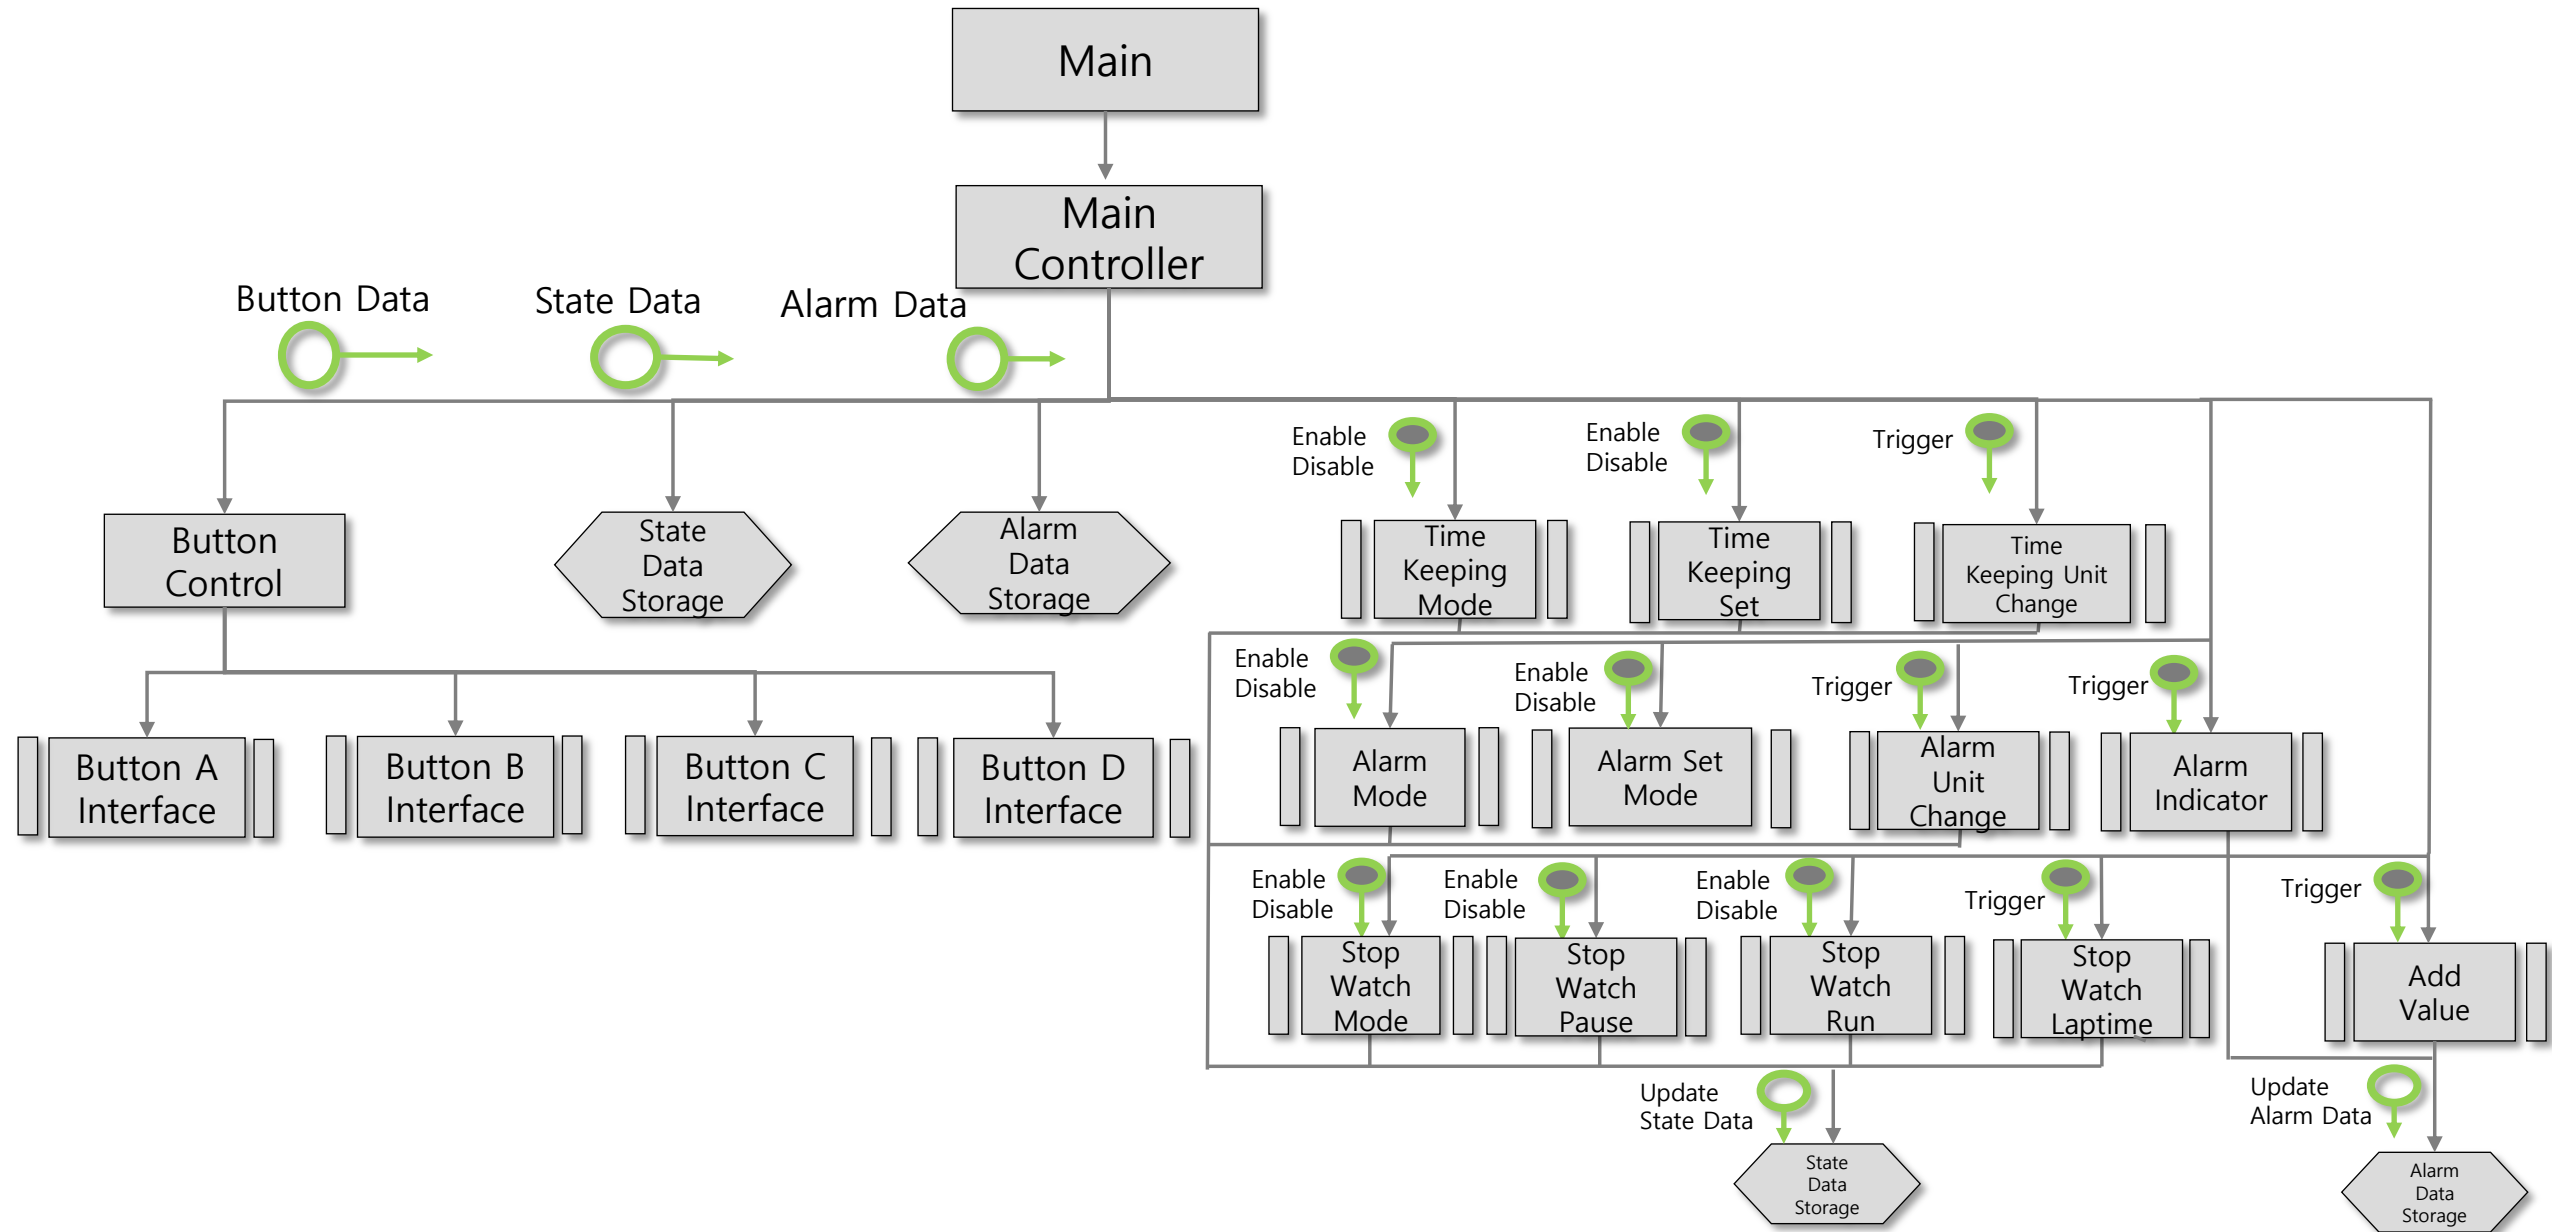 Main
Main
Controller
Button Data
State Data
Alarm Data
Enable
Disable
Enable
Disable
Trigger
Button
Control
State
Data
Storage
Alarm
Data
Storage
Time
Keeping
Mode
Time
Keeping
Set
Time
Keeping Unit
Change
Enable
Disable
Enable
Disable
Trigger
Trigger
Button A
Interface
Button B
Interface
Button C
Interface
Button D
Interface
Alarm
Mode
Alarm Set
Mode
Alarm
Unit
Change
Alarm
Indicator
Enable
Disable
Enable
Disable
Enable
Disable
Trigger
Trigger
Stop
Watch
Mode
Stop
Watch
Pause
Stop
Watch
Run
Stop
Watch
Laptime
Add
Value
Update
State Data
Update
Alarm Data
State
Data
Storage
Alarm
Data
Storage